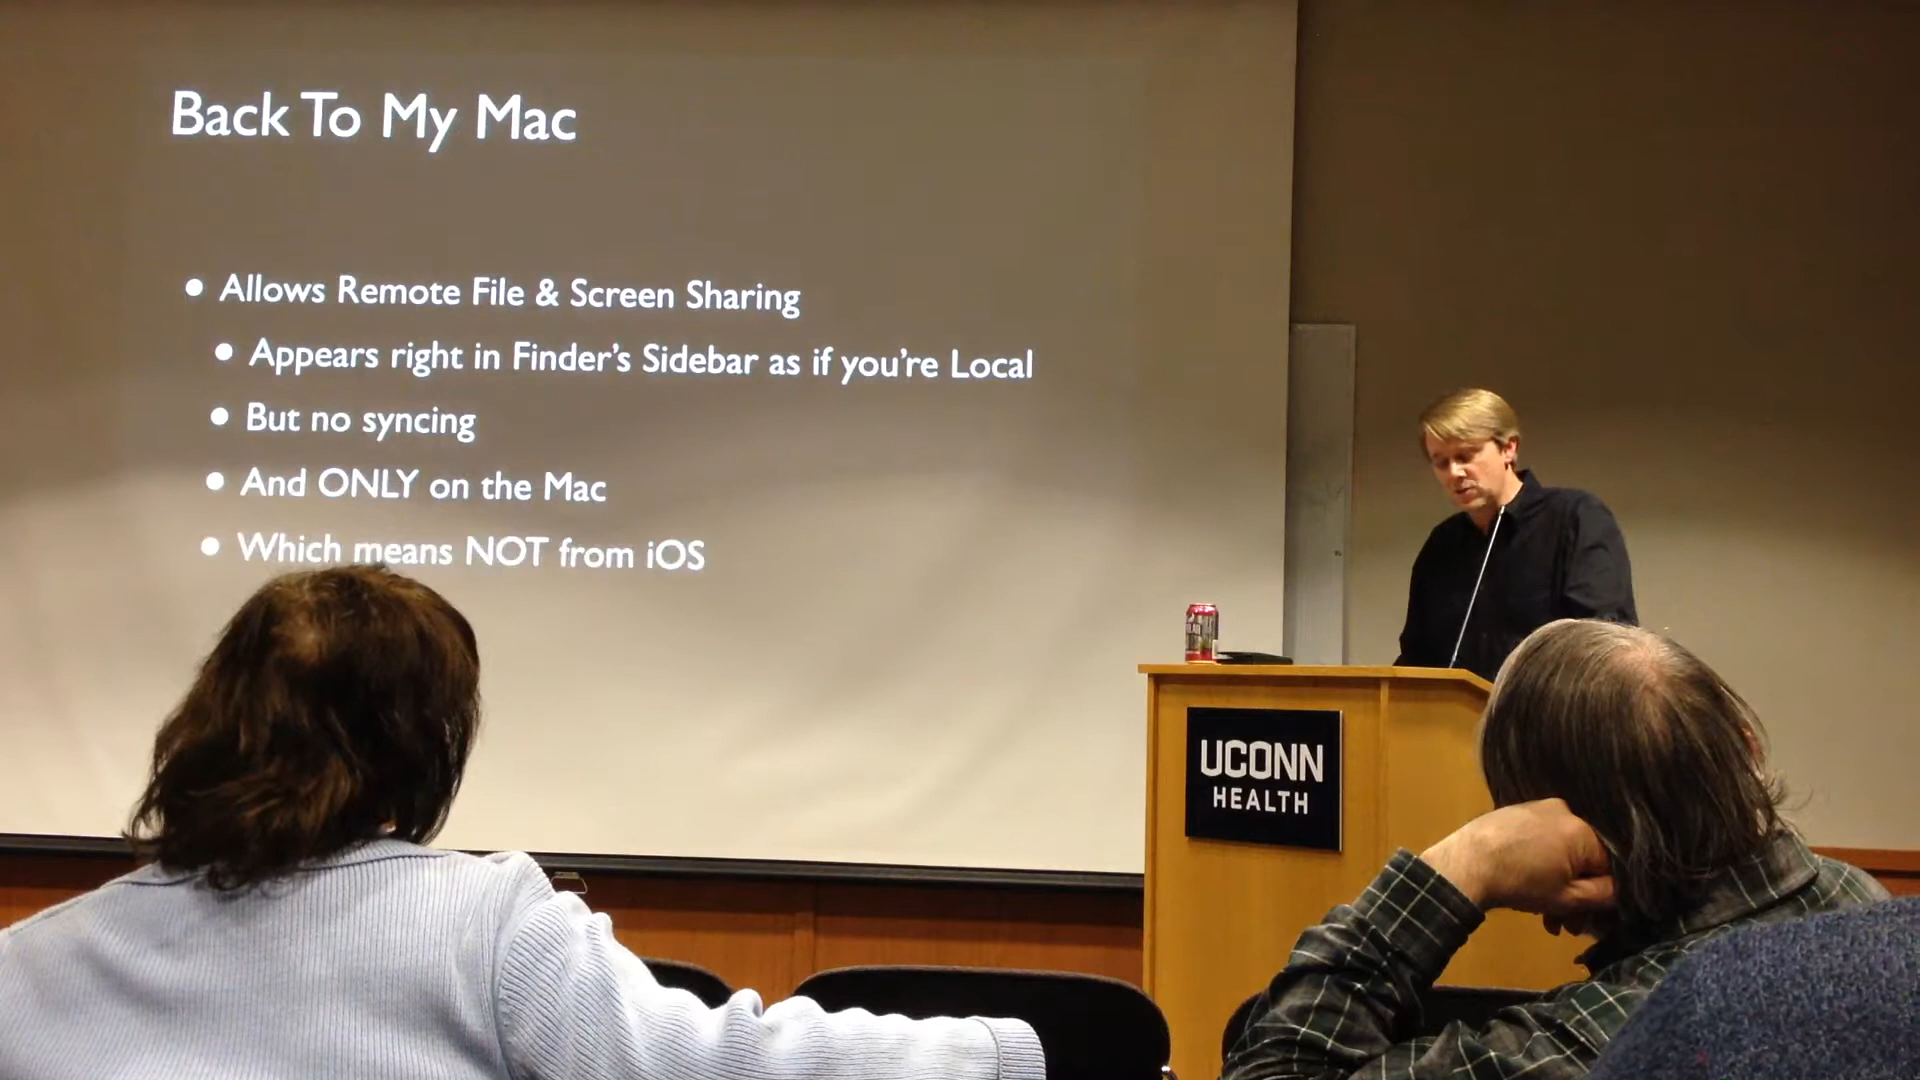 Back To My Mac
Allows Remote File & Screen Sharing
Appears right in Finder's Sidebar as if you're Local
But no syncing
And ONLY on the Mac
Which means NOT from iOS
UCONN
HEALTH